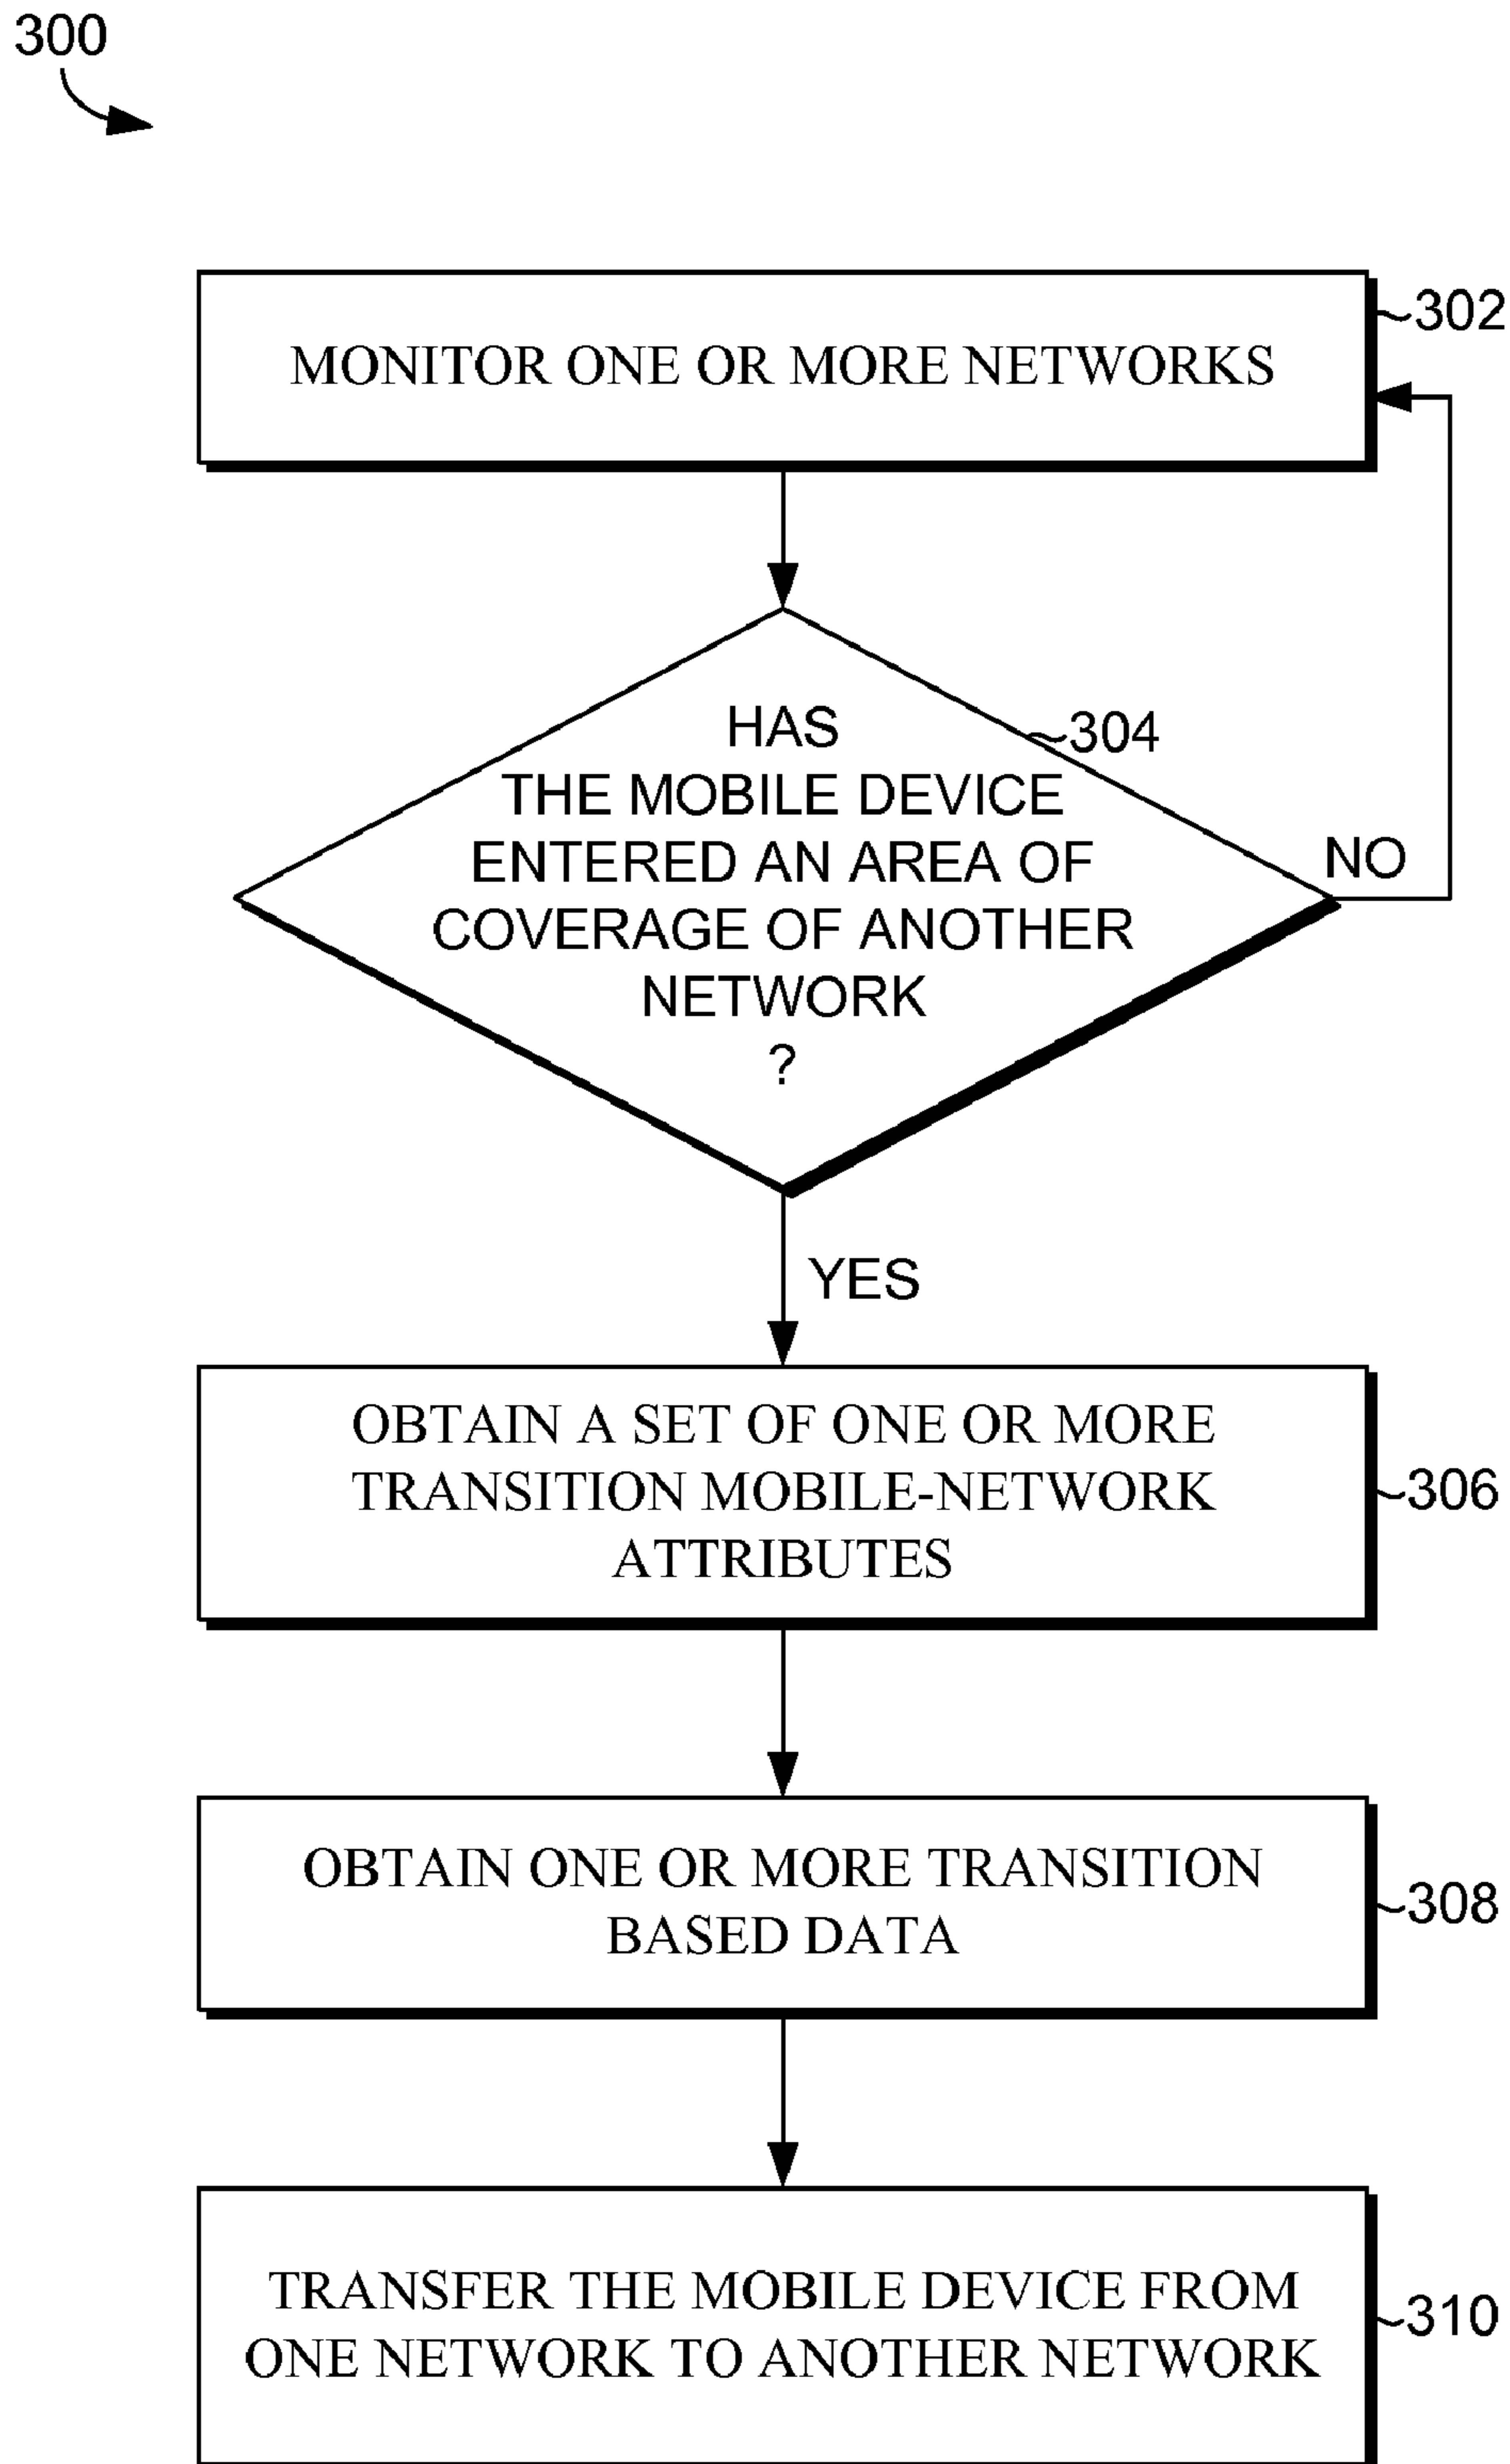 300
302
MONITOR ONE OR MORE NETWORKS
HAS
304
THE MOBILE DEVICE
ENTERED AN AREA OF
NO
COVERAGE OF ANOTHER
NETWORK
?
YES
OBTAIN A SET OF ONE OR MORE
TRANSITION MOBILE-NETWORK
306
ATTRIBUTES
OBTAIN ONE OR MORE TRANSITION
308
BASED DATA
TRANSFER THE MOBILE DEVICE FROM
310
ONE NETWORK TO ANOTHER NETWORK